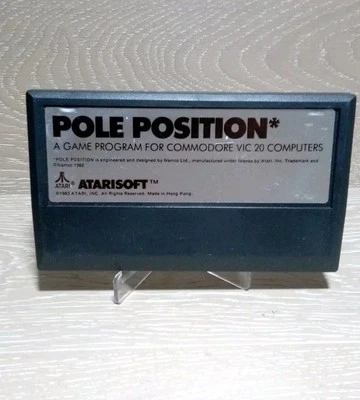 POLE POSITION*
A GAME PROGRAM FOR COMMODORE VIC 20 COMPUTERS
*POLE POSITION is engineered and designed by Namco Ltd., manufactured under license by Atari, Inc. Trademark and
©Namco 1982
ATARI® ATARISOFT™
©1983 ATARI, INC. All Rights Reserved. Made in Hong Kong.